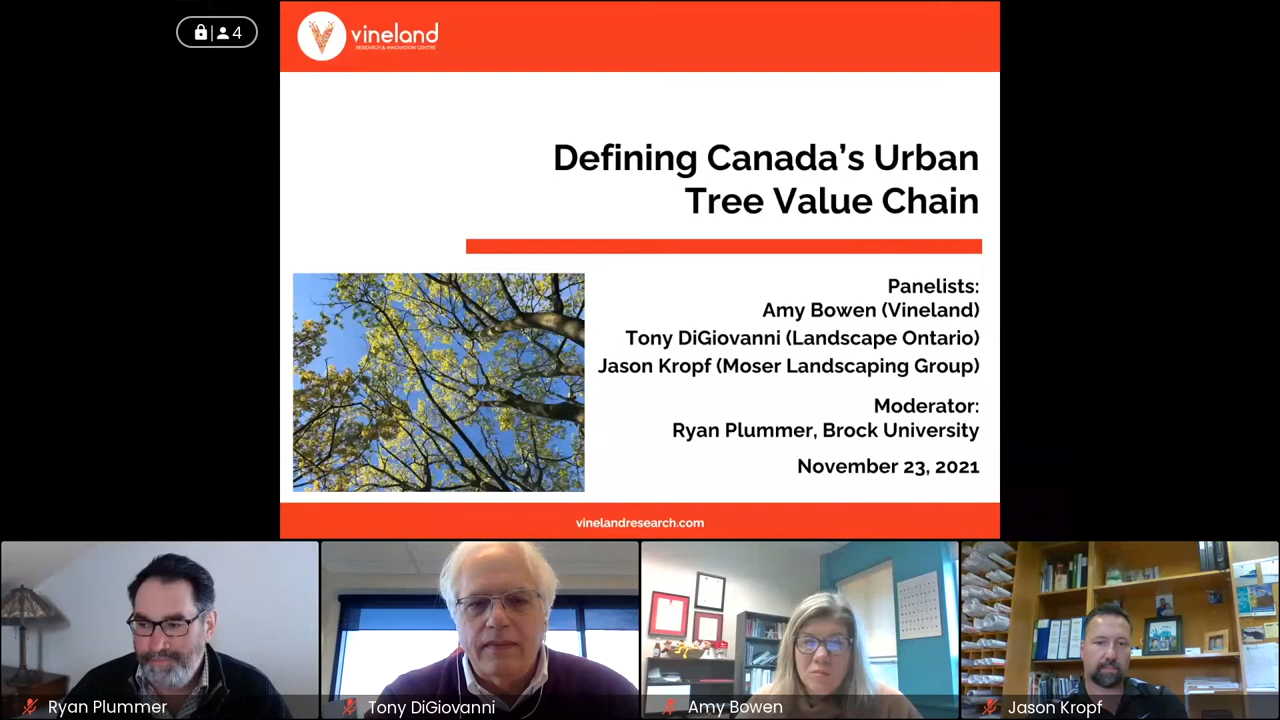 4
vineland
RESEARCH & INNOVATION CENTRE
Defining Canada's Urban
Tree Value Chain
Panelists:
Amy Bowen (Vineland)
Tony DiGiovanni (Landscape Ontario)
Jason Kropf (Moser Landscaping Group)
Moderator:
Ryan Plummer, Brock University
November 23, 2021
vinelandresearch.com
Ryan Plummer
Tony DiGiovanni
Amy Bowen
Jason Kropf